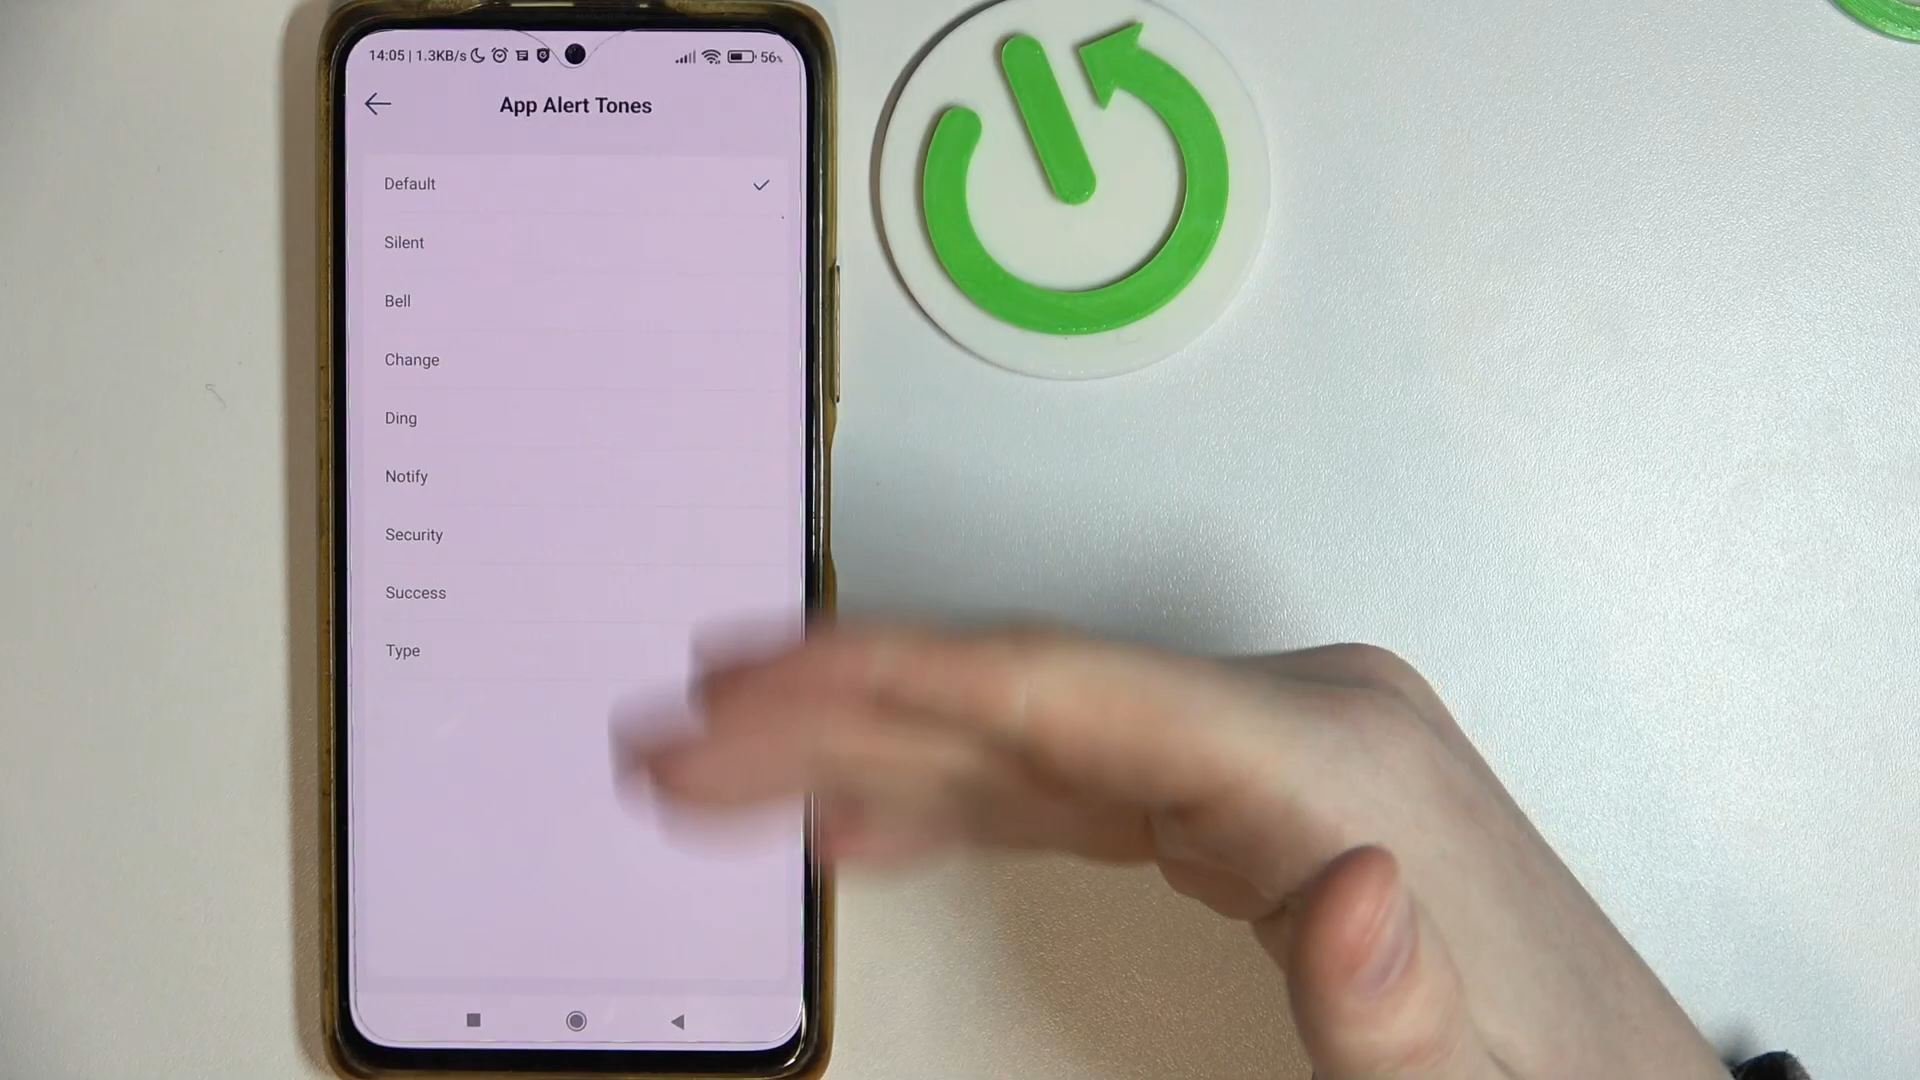 14:05 | 1.3KB/s 56%
App Alert Tones
Default
Silent
Bell
Change
Ding
Notify
Security
Success
Type